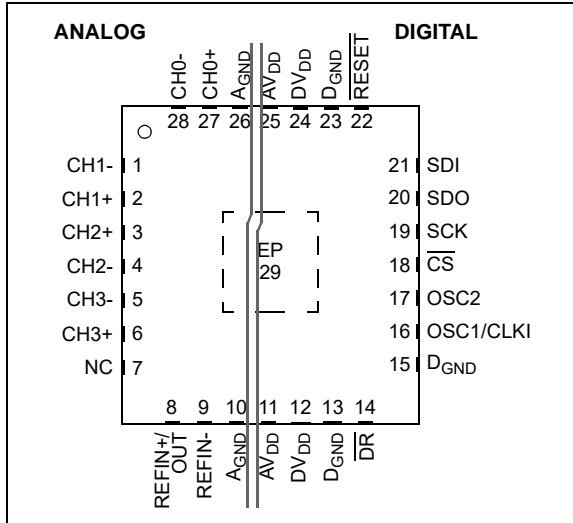 ANALOG DIGITAL
CH0- CH0+ AGND AVDD DVDD DGND RESET
28 27 26 25 24 23 22
CH1- 1
CH1+ 2
CH2+ 3
CH2- 4
CH3- 5
CH3+ 6
NC 7
EP
29
21 SDI
20 SDO
19 SCK
18 CS
17 OSC2
16 OSC1/CLKI
15 DGND
8 9 10 11 12 13 14
REFIN+/
OUT
REFIN- AGND AVDD DVDD DGND DR